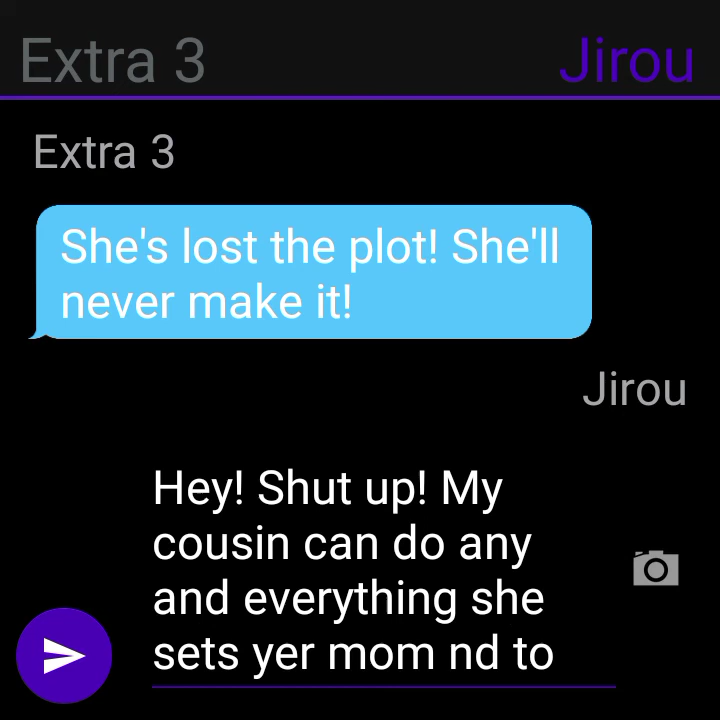 Extra 3 Jirou
Extra 3
She's lost the plot! She'll
never make it!
Jirou
Hey! Shut up! My
cousin can do any
and everything she
sets yer mom nd to